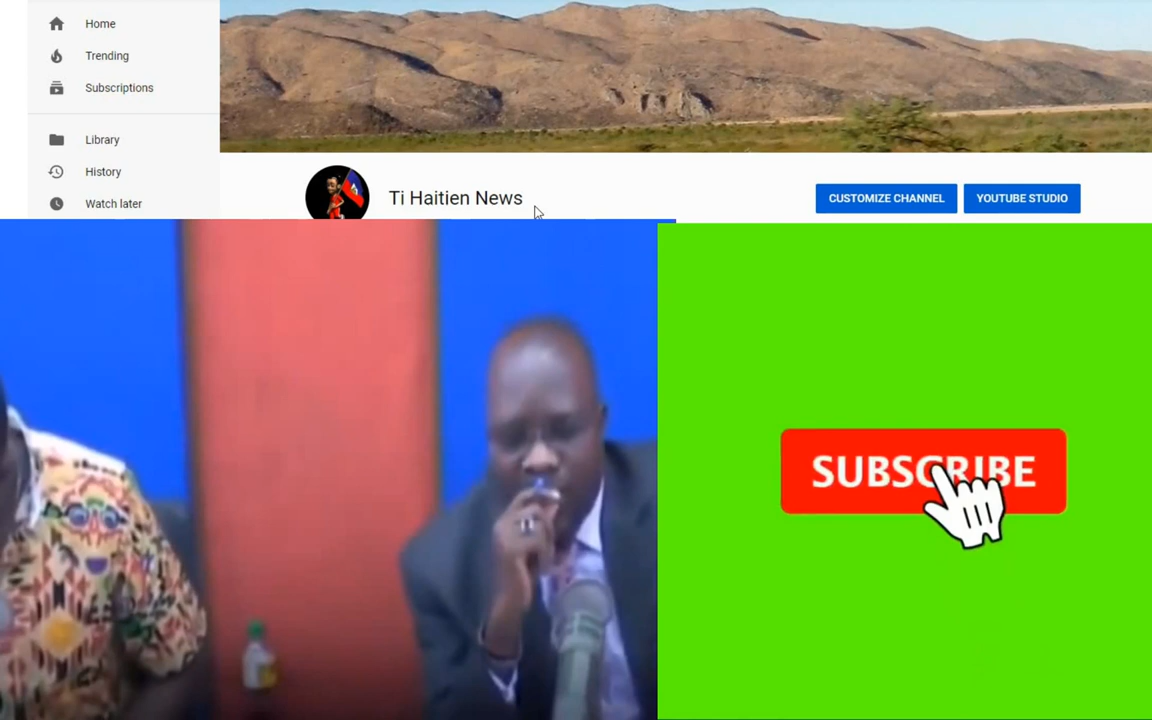 Home
Trending
Subscriptions
Library
History
Watch later
Ti Haitien News
CUSTOMIZE CHANNEL
YOUTUBE STUDIO
SUBSCRIBE